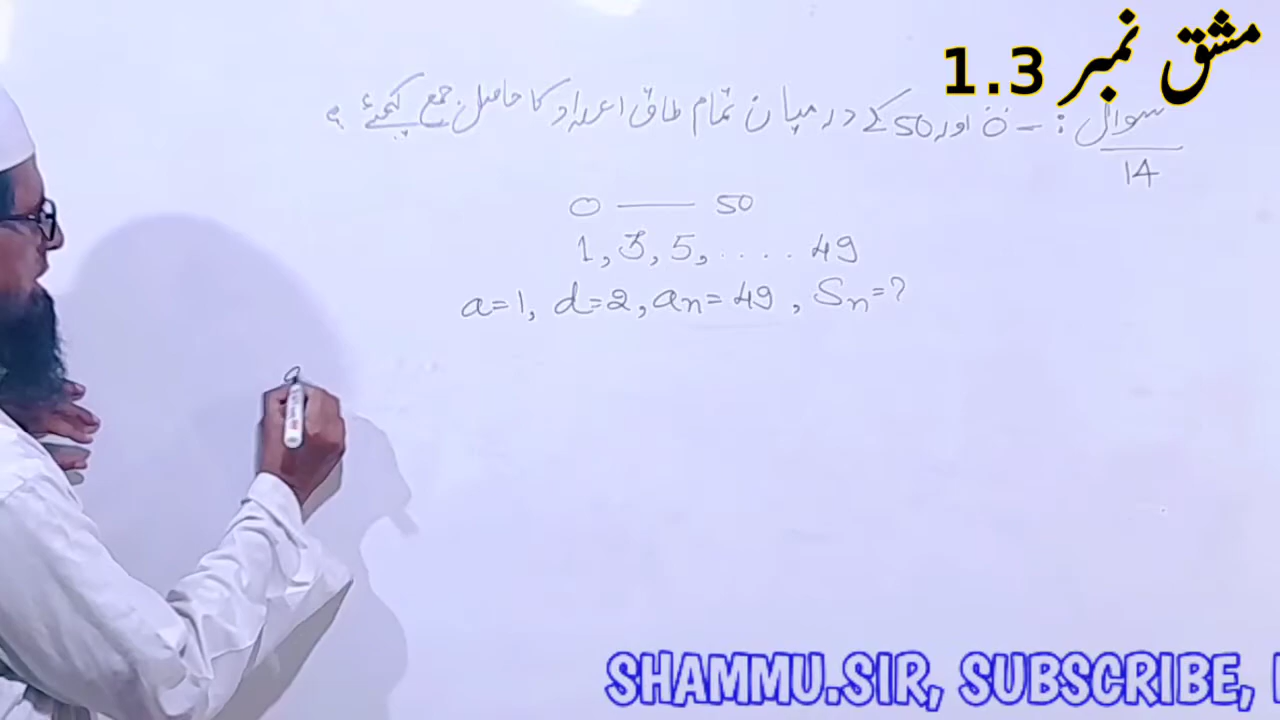 مشق نمبر 1.3
سوال :- 0 اور 50 کے درمیان تمام طاق اعداد کا حاصل جمع کیجئے ؟
14
0 —— 50
1, 3, 5, .... 49
a=1, d=2, an= 49 , Sn=?
a
SHAMMU.SIR, SUBSCRIBE,